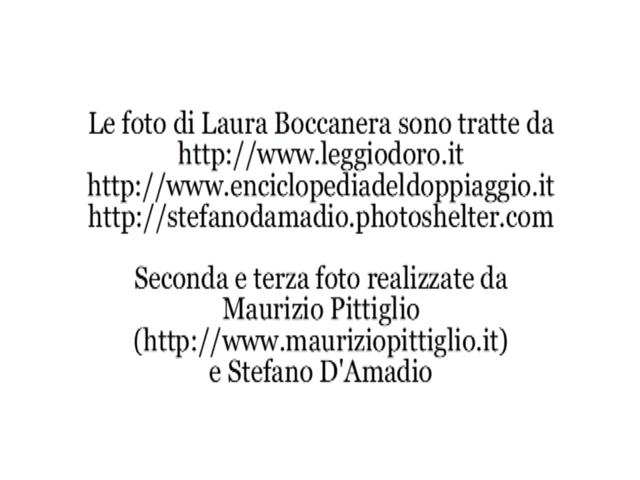 Le foto di Laura Boccanera sono tratte da
http://www.leggiodoro.it
http://www.enciclopediadeldoppiaggio.it
http://stefanodamadio.photoshelter.com
Seconda e terza foto realizzate da
Maurizio Pittiglio
(http://www.mauriziopittiglio.it)
e Stefano D'Amadio